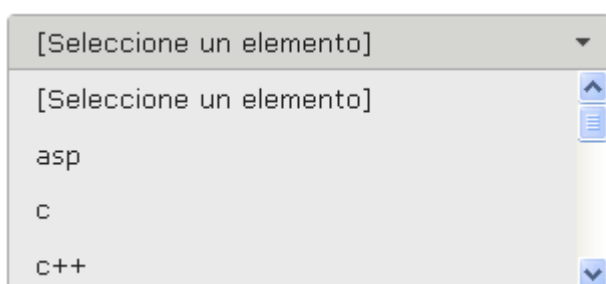 [Seleccione un elemento]
[Seleccione un elemento]
asp
c
c++